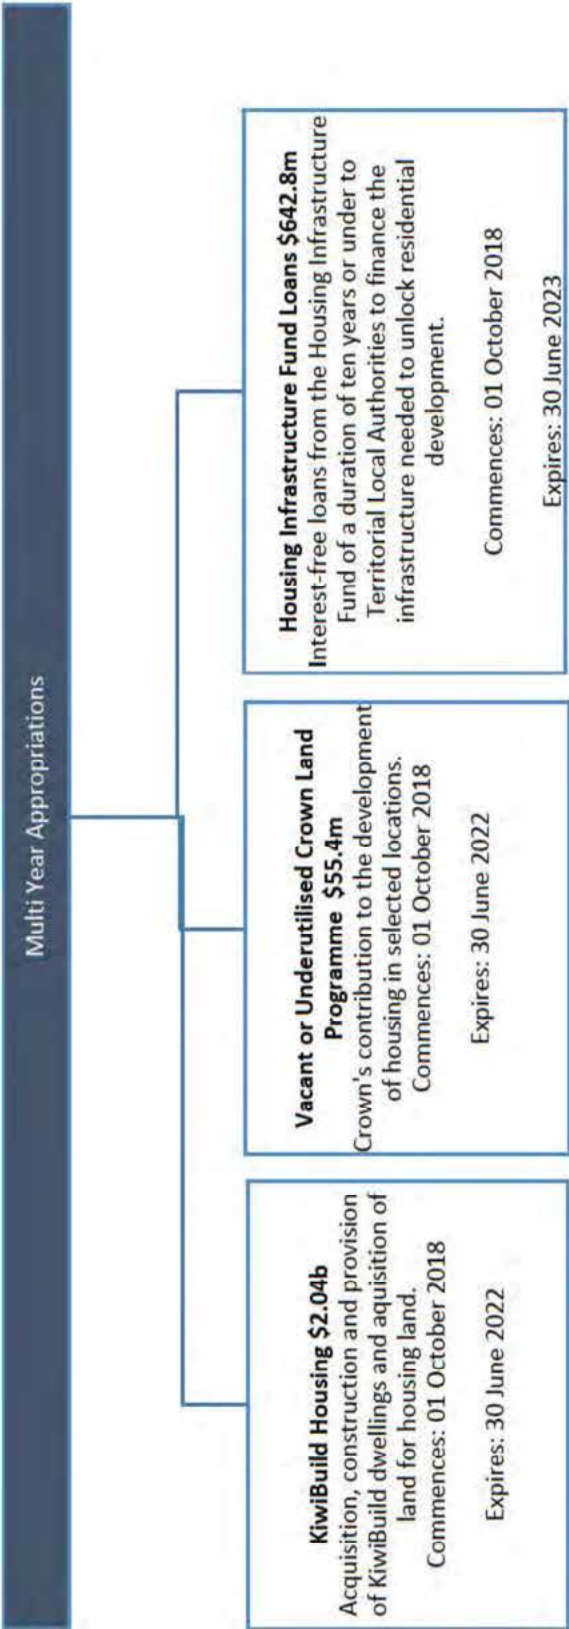 Multi Year Appropriations
KiwiBuild Housing $2.04b
Acquisition, construction and provision
of KiwiBuild dwellings and aquisition of
land for housing land.
Commences: 01 October 2018
Expires: 30 June 2022
Vacant or Underutilised Crown Land
Programme $55.4m
Crown's contribution to the development
of housing in selected locations.
Commences: 01 October 2018
Expires: 30 June 2022
Housing Infrastructure Fund Loans $642.8m
Interest-free loans from the Housing Infrastructure
Fund of a duration of ten years or under to
Territorial Local Authorities to finance the
infrastructure needed to unlock residential
development.
Commences: 01 October 2018
Expires: 30 June 2023